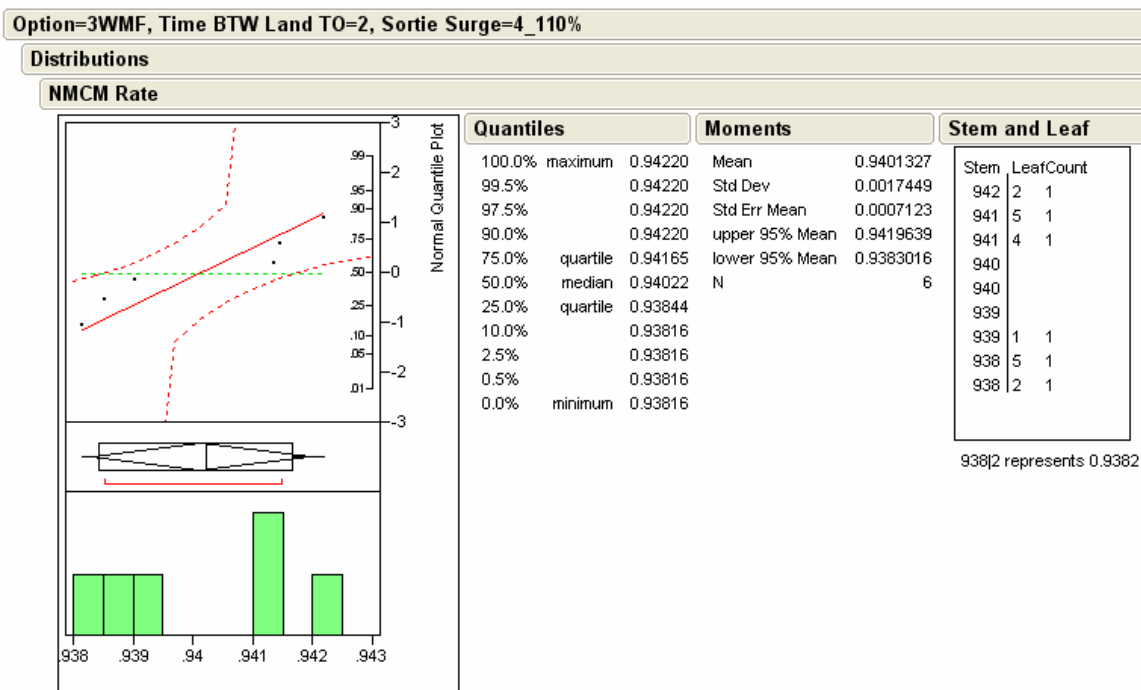 Option=3WMF, Time BTW Land TO=2, Sortie Surge=4_110%
Distributions
NMCM Rate
3
2
1
0
-1
-2
-3
.99
.95
.90
.75
.50
.25
.10
.05
.01
Normal Quantile Plot
.938 .939 .94 .941 .942 .943
Quantiles
100.0% maximum 0.94220
99.5% 0.94220
97.5% 0.94220
90.0% 0.94220
75.0% quartile 0.94165
50.0% median 0.94022
25.0% quartile 0.93844
10.0% 0.93816
2.5% 0.93816
0.5% 0.93816
0.0% minimum 0.93816
Moments
Mean 0.9401327
Std Dev 0.0017449
Std Err Mean 0.0007123
upper 95% Mean 0.9419639
lower 95% Mean 0.9383016
N 6
Stem and Leaf
Stem LeafCount
942 2 1
941 5 1
941 4 1
940
940
939
939 1 1
938 5 1
938 2 1
938|2 represents 0.9382